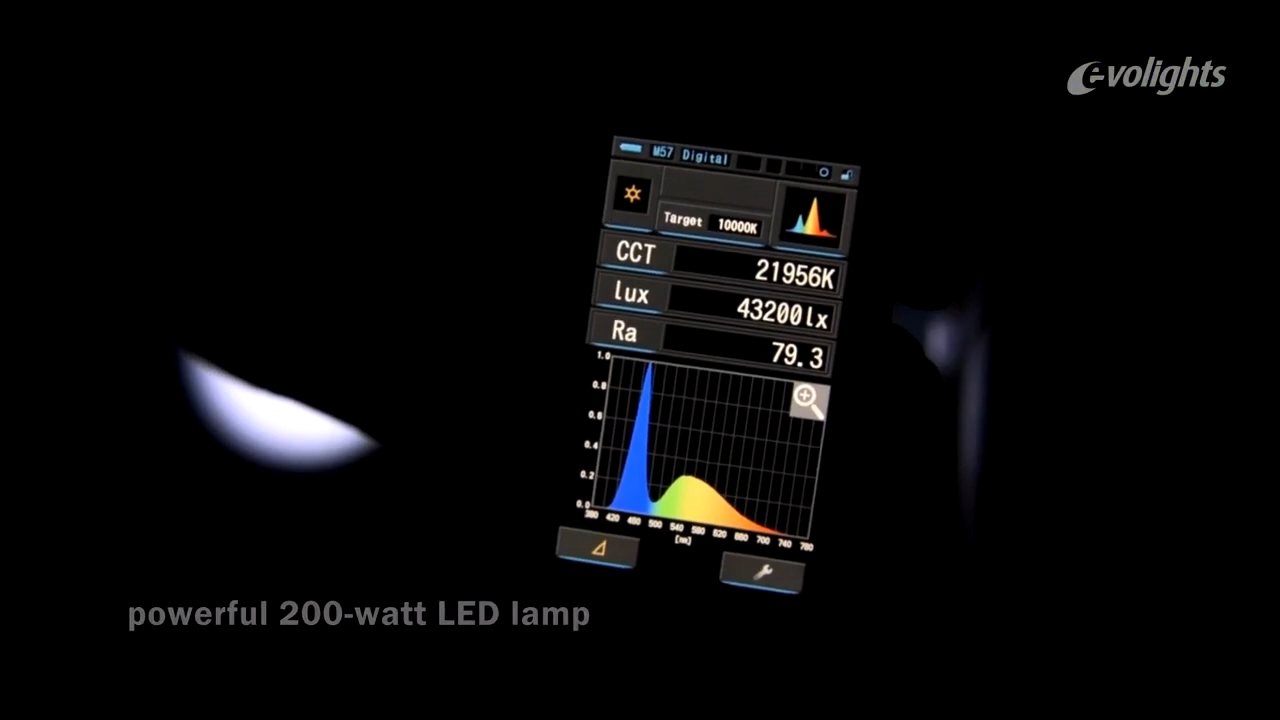 e-volights
M57 Digital
Target 10000K
CCT 21956K
lux 43200lx
Ra 79.3
1.0
0.8
0.6
0.4
0.2
0.0
380 420 460 500 540 580 620 660 700 740 780
[nm]
powerful 200-watt LED lamp